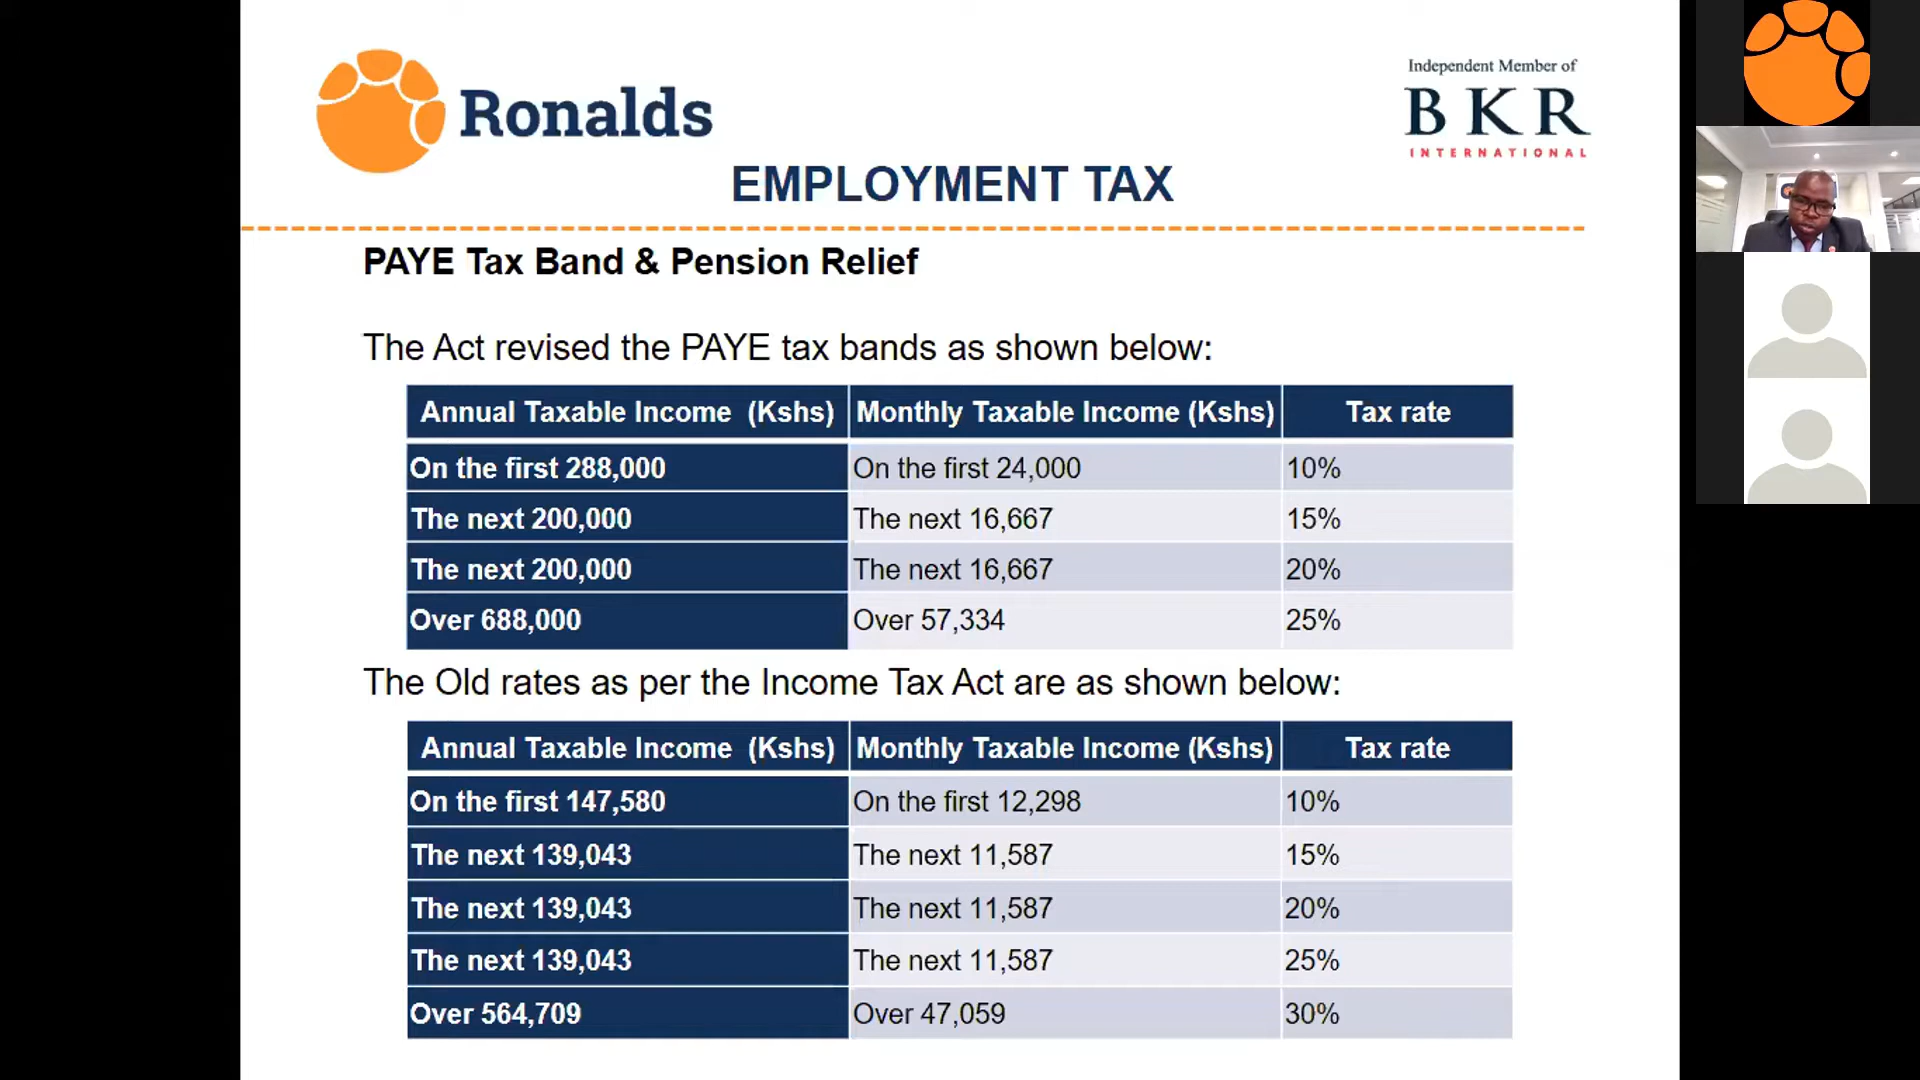 Ronalds
Independent Member of
BKR
INTERNATIONAL
EMPLOYMENT TAX
PAYE Tax Band & Pension Relief
The Act revised the PAYE tax bands as shown below:
Annual Taxable Income (Kshs) Monthly Taxable Income (Kshs) Tax rate
On the first 288,000 On the first 24,000 10%
The next 200,000 The next 16,667 15%
The next 200,000 The next 16,667 20%
Over 688,000 Over 57,334 25%
The Old rates as per the Income Tax Act are as shown below:
Annual Taxable Income (Kshs) Monthly Taxable Income (Kshs) Tax rate
On the first 147,580 On the first 12,298 10%
The next 139,043 The next 11,587 15%
The next 139,043 The next 11,587 20%
The next 139,043 The next 11,587 25%
Over 564,709 Over 47,059 30%